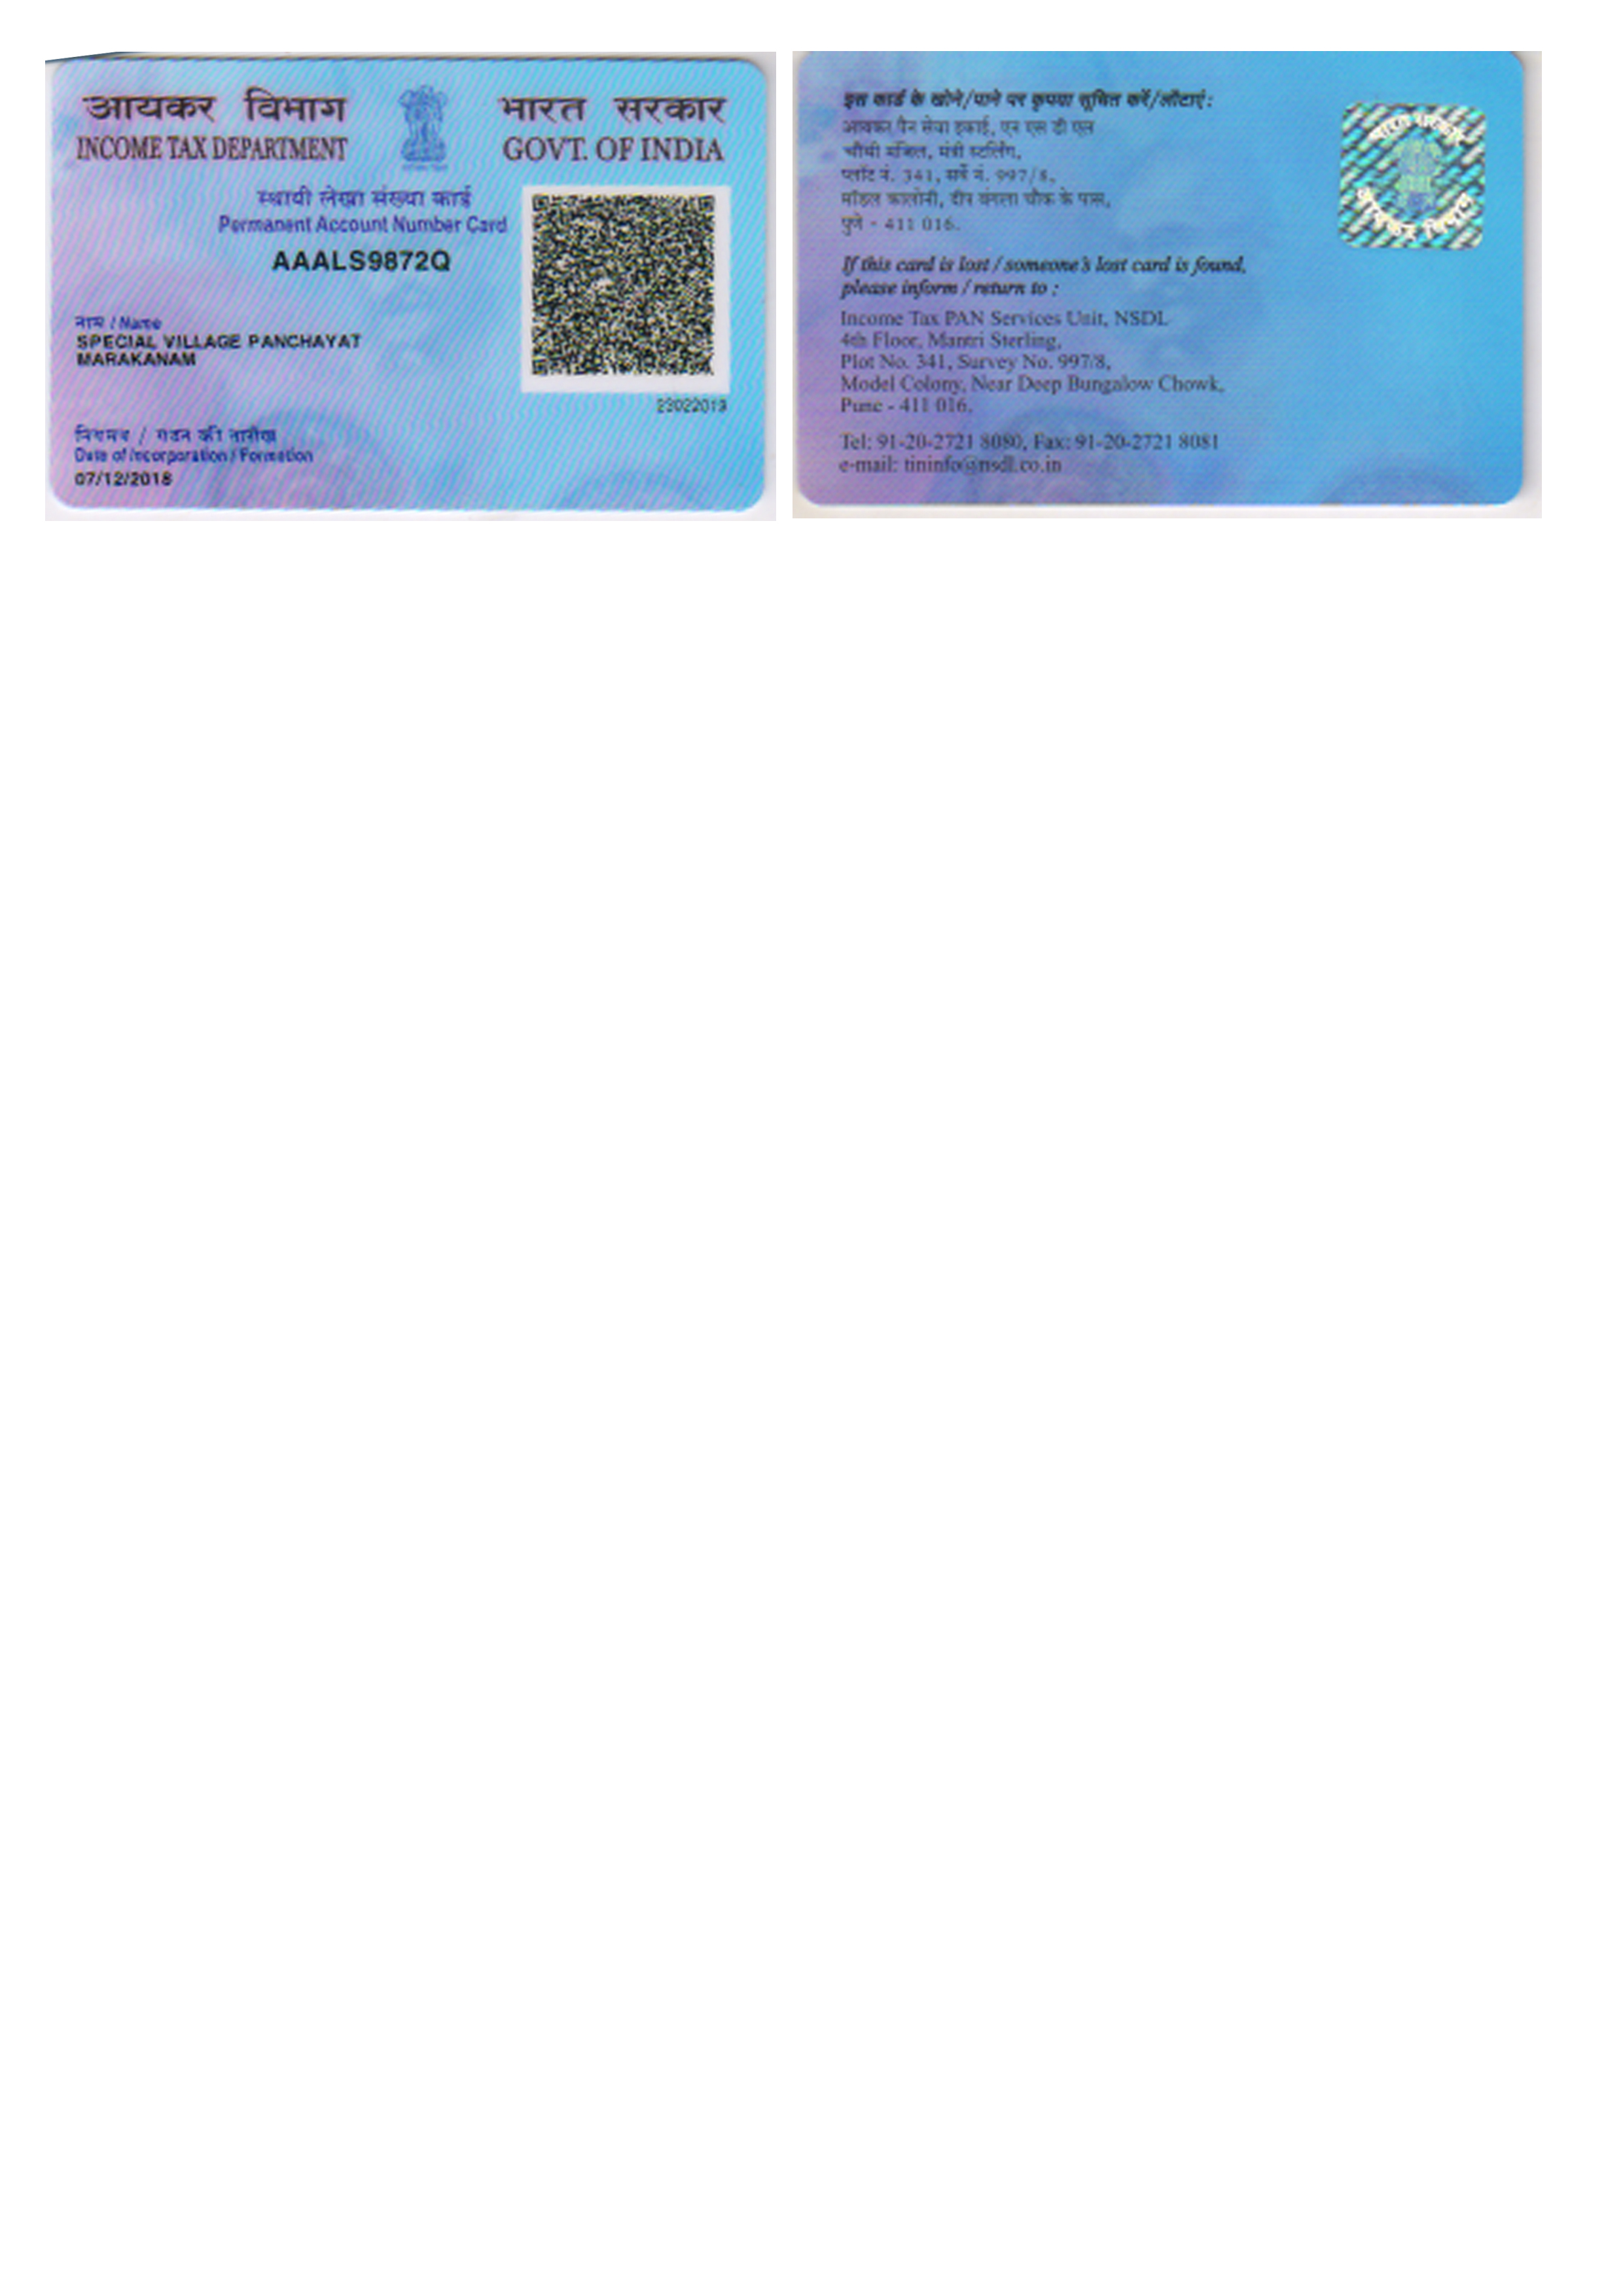 आयकर विभाग
भारत सरकार
INCOME TAX DEPARTMENT
GOVT. OF INDIA
स्थायी लेखा संख्या कार्ड
Permanent Account Number Card
AAALS9872Q
नाम / Name
SPECIAL VILLAGE PANCHAYAT
MARAKANAM
23022019
निगमन / गठन की तारीख
Date of Incorporation / Formation
07/12/2018
इस कार्ड के खोने/पाने पर कृपया सूचित करें/लौटाएं:
आयकर पैन सेवा इकाई, एन एस डी एल
चौथी मंजिल, मंत्री स्टर्लिंग,
प्लॉट नं. 341, सर्वे नं. 997/8,
मॉडल कालोनी, दीप बंगला चौक के पास,
पुणे - 411 016.
If this card is lost / someone's lost card is found,
please inform / return to :
Income Tax PAN Services Unit, NSDL
4th Floor, Mantri Sterling,
Plot No. 341, Survey No. 997/8,
Model Colony, Near Deep Bungalow Chowk,
Pune - 411 016.
Tel: 91-20-2721 8080, Fax: 91-20-2721 8081
e-mail: tininfo@nsdl.co.in
भारत सरकार
आयकर विभाग